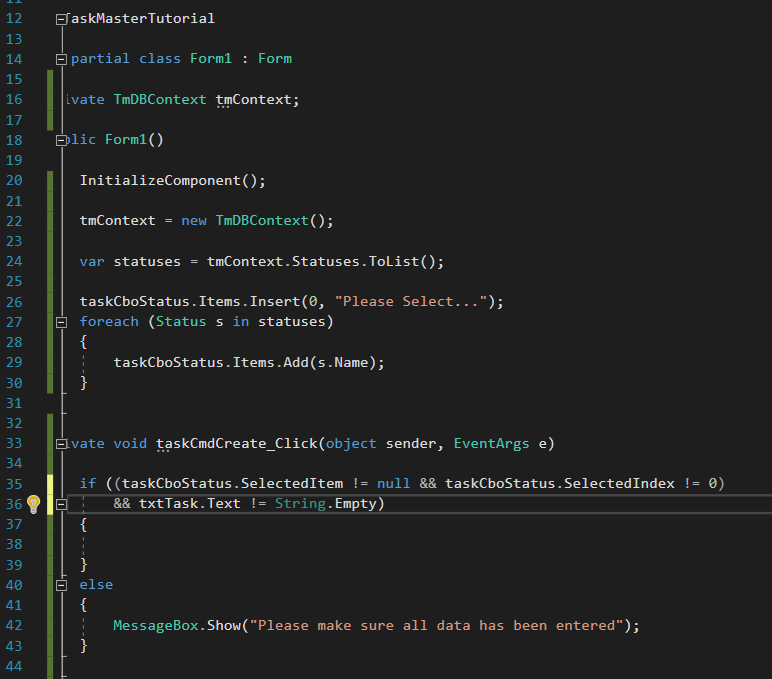 11
12 TaskMasterTutorial
13
14 partial class Form1 : Form
15
16 ivate TmDBContext tmContext;
17
18 blic Form1()
19
20 InitializeComponent();
21
22 tmContext = new TmDBContext();
23
24 var statuses = tmContext.Statuses.ToList();
25
26 taskCboStatus.Items.Insert(0, "Please Select...");
27 foreach (Status s in statuses)
28 {
29 taskCboStatus.Items.Add(s.Name);
30 }
31
32
33 vate void taskCmdCreate_Click(object sender, EventArgs e)
34
35 if ((taskCboStatus.SelectedItem != null && taskCboStatus.SelectedIndex != 0)
36 && txtTask.Text != String.Empty)
37 {
38
39 }
40 else
41 {
42 MessageBox.Show("Please make sure all data has been entered");
43 }
44